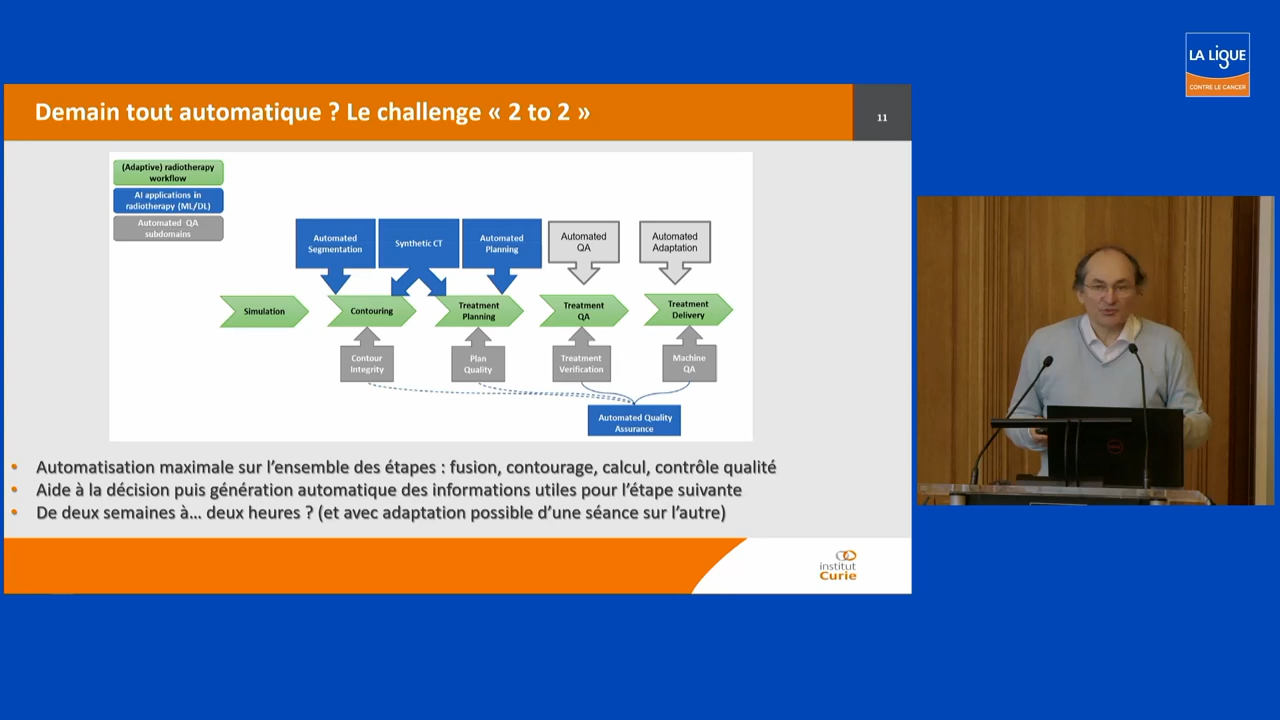 LA LIGUE
CONTRE LE CANCER
Demain tout automatique ? Le challenge « 2 to 2 »
11
(Adaptive) radiotherapy
workflow
AI applications in
radiotherapy (ML/DL)
Automated QA
subdomains
Automated
Segmentation
Synthetic CT
Automated
Planning
Automated
QA
Automated
Adaptation
Simulation
Contouring
Treatment
Planning
Treatment
QA
Treatment
Delivery
Contour
Integrity
Plan
Quality
Treatment
Verification
Machine
QA
Automated Quality
Assurance
• Automatisation maximale sur l’ensemble des étapes : fusion, contourage, calcul, contrôle qualité
• Aide à la décision puis génération automatique des informations utiles pour l’étape suivante
• De deux semaines à… deux heures ? (et avec adaptation possible d’une séance sur l’autre)
institut
Curie